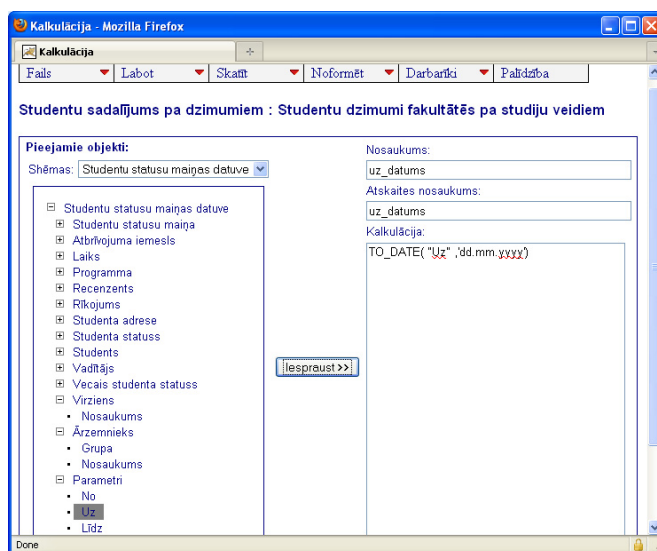 Kalkulācija - Mozilla Firefox
Kalkulācija
Fails Labot Skatīt Noformēt Darbarīki Palīdzība
Studentu sadalījums pa dzimumiem : Studentu dzimumi fakultātēs pa studiju veidiem
Pieejamie objekti:
Shēmas: Studentu statusu maiņas datuve
Studentu statusu maiņas datuve
Studentu statusu maiņa
Atbrīvojuma iemesls
Laiks
Programma
Recenzents
Rīkojums
Studenta adrese
Studenta statuss
Students
Vadītājs
Vecais studenta statuss
Virziens
Nosaukums
Ārzemnieks
Grupa
Nosaukums
Parametri
No
Uz
Līdz
Iespraust >>
Nosaukums:
uz_datums
Atskaites nosaukums:
uz_datums
Kalkulācija:
TO_DATE( "Uz" ,'dd.mm.yyyy')
Done